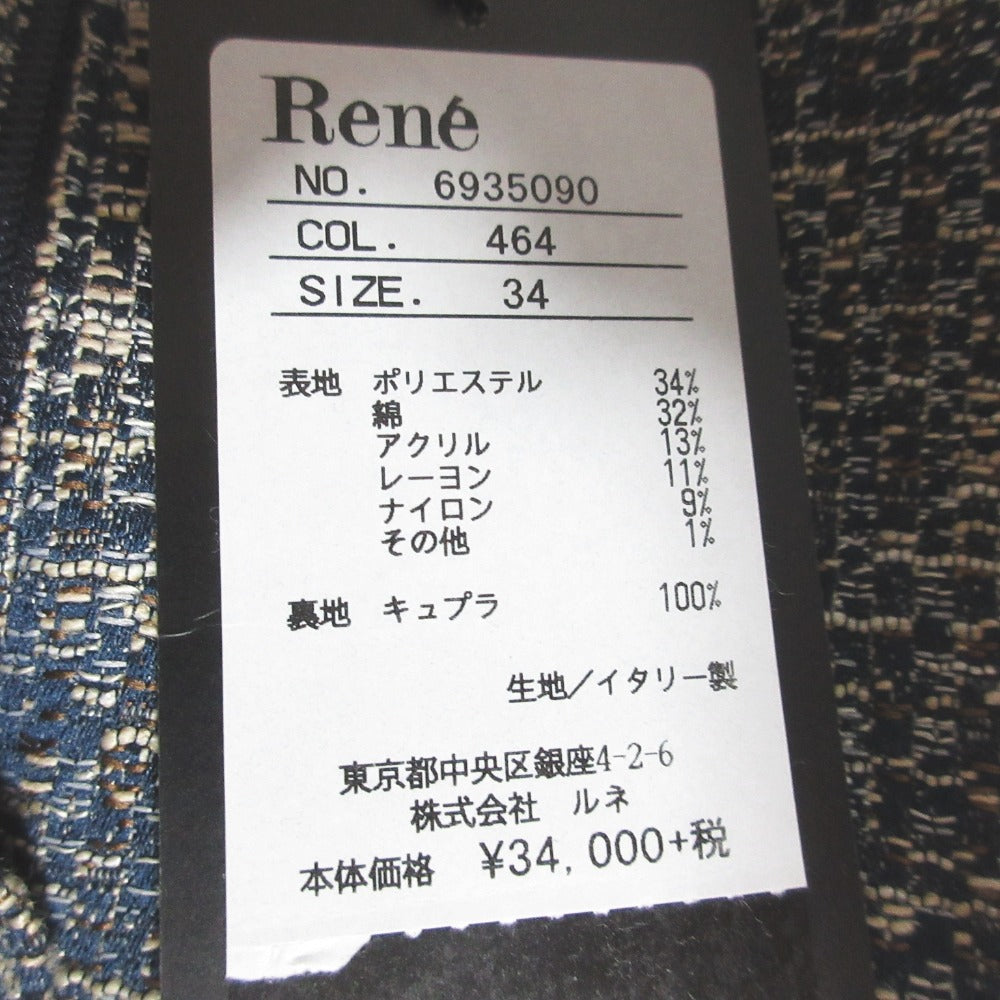 René
NO. 6935090
COL. 464
SIZE. 34
表地 ポリエステル 34%
綿 32%
アクリル 13%
レーヨン 11%
ナイロン 9%
その他 1%
裏地 キュプラ 100%
生地/イタリー製
東京都中央区銀座4-2-6
株式会社 ルネ
本体価格 ¥34,000+税